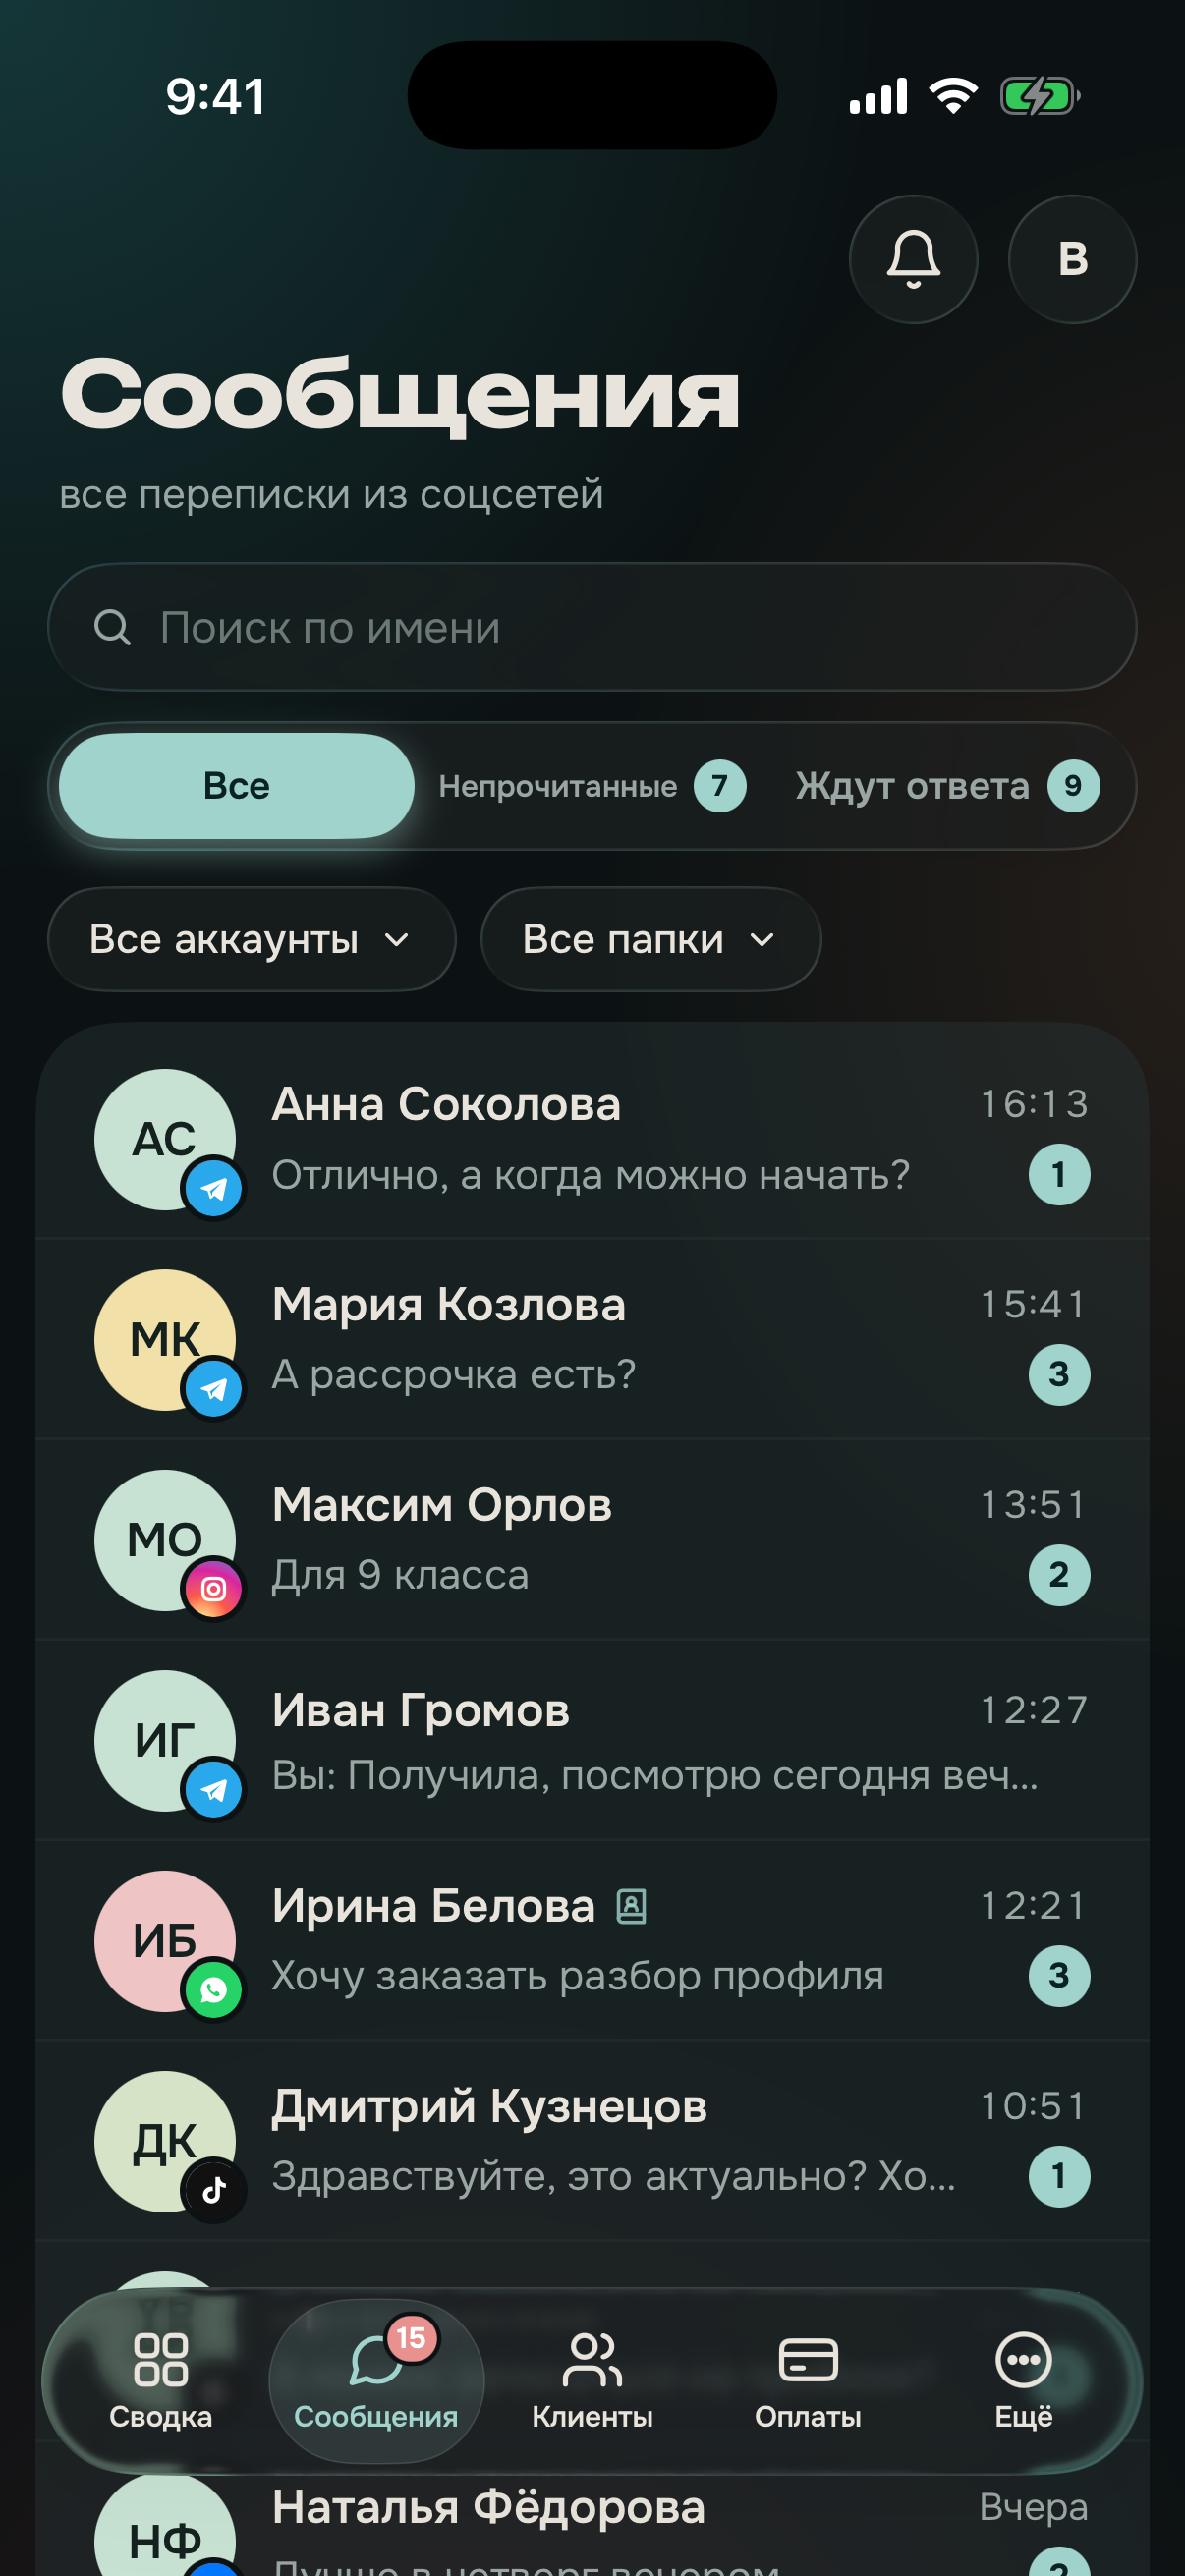 9:41
В
Сообщения
все переписки из соцсетей
Поиск по имени
Все Непрочитанные 7 Ждут ответа 9
Все аккаунты Все папки
АС Анна Соколова 16:13
Отлично, а когда можно начать? 1
МК Мария Козлова 15:41
А рассрочка есть? 3
МО Максим Орлов 13:51
Для 9 класса 2
ИГ Иван Громов 12:27
Вы: Получила, посмотрю сегодня веч...
ИБ Ирина Белова 12:21
Хочу заказать разбор профиля 3
ДК Дмитрий Кузнецов 10:51
Здравствуйте, это актуально? Хо... 1
15
Сводка Сообщения Клиенты Оплаты Ещё
НФ Наталья Фёдорова Вчера
Лучше в четверг вечером 2